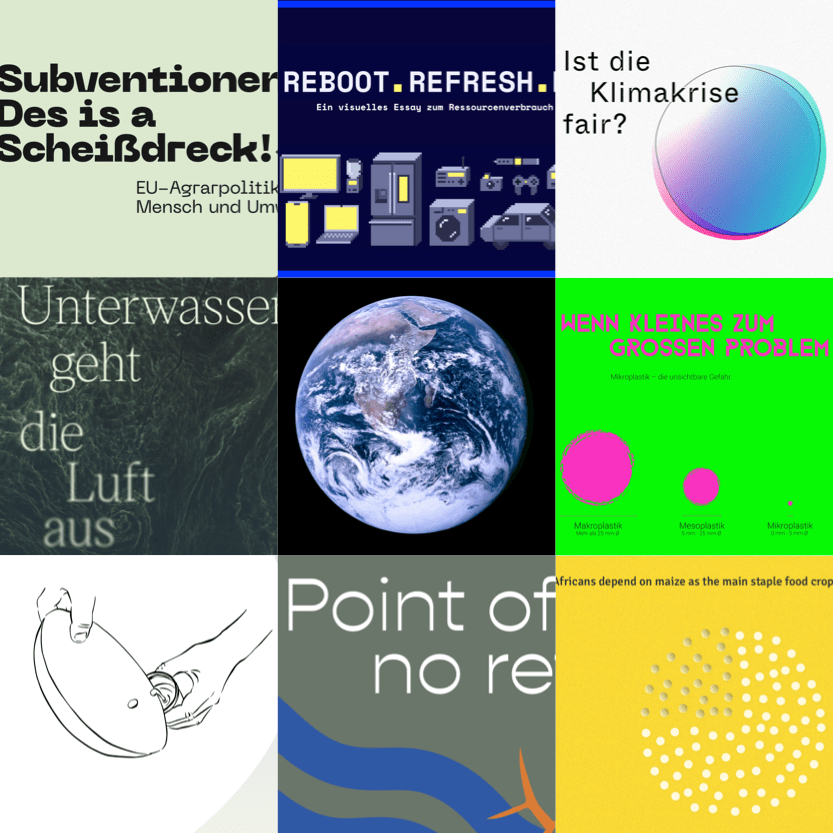 Subventionen
Des is a
Scheißdreck!
EU–Agrarpolitik
Mensch und Umw
REBOOT.REFRESH.
Ein visuelles Essay zum Ressourcenverbrauch
Ist die
Klimakrise
fair?
Unterwasser
geht
die
Luft
aus
WENN KLEINES ZUM
GROSSEN PROBLEM
Mikroplastik – die unsichtbare Gefahr
Makroplastik
Mehr als 25 mm Ø
Mesoplastik
5 mm - 25 mm Ø
Mikroplastik
0 mm - 5 mm Ø
Point of
no re
Africans depend on maize as the main staple food crop